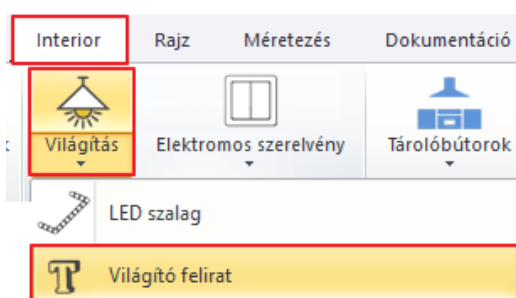 Interior Rajz Méretezés Dokumentáció
Világítás Elektromos szerelvény Tárolóbútorok
LED szalag
Világító felirat